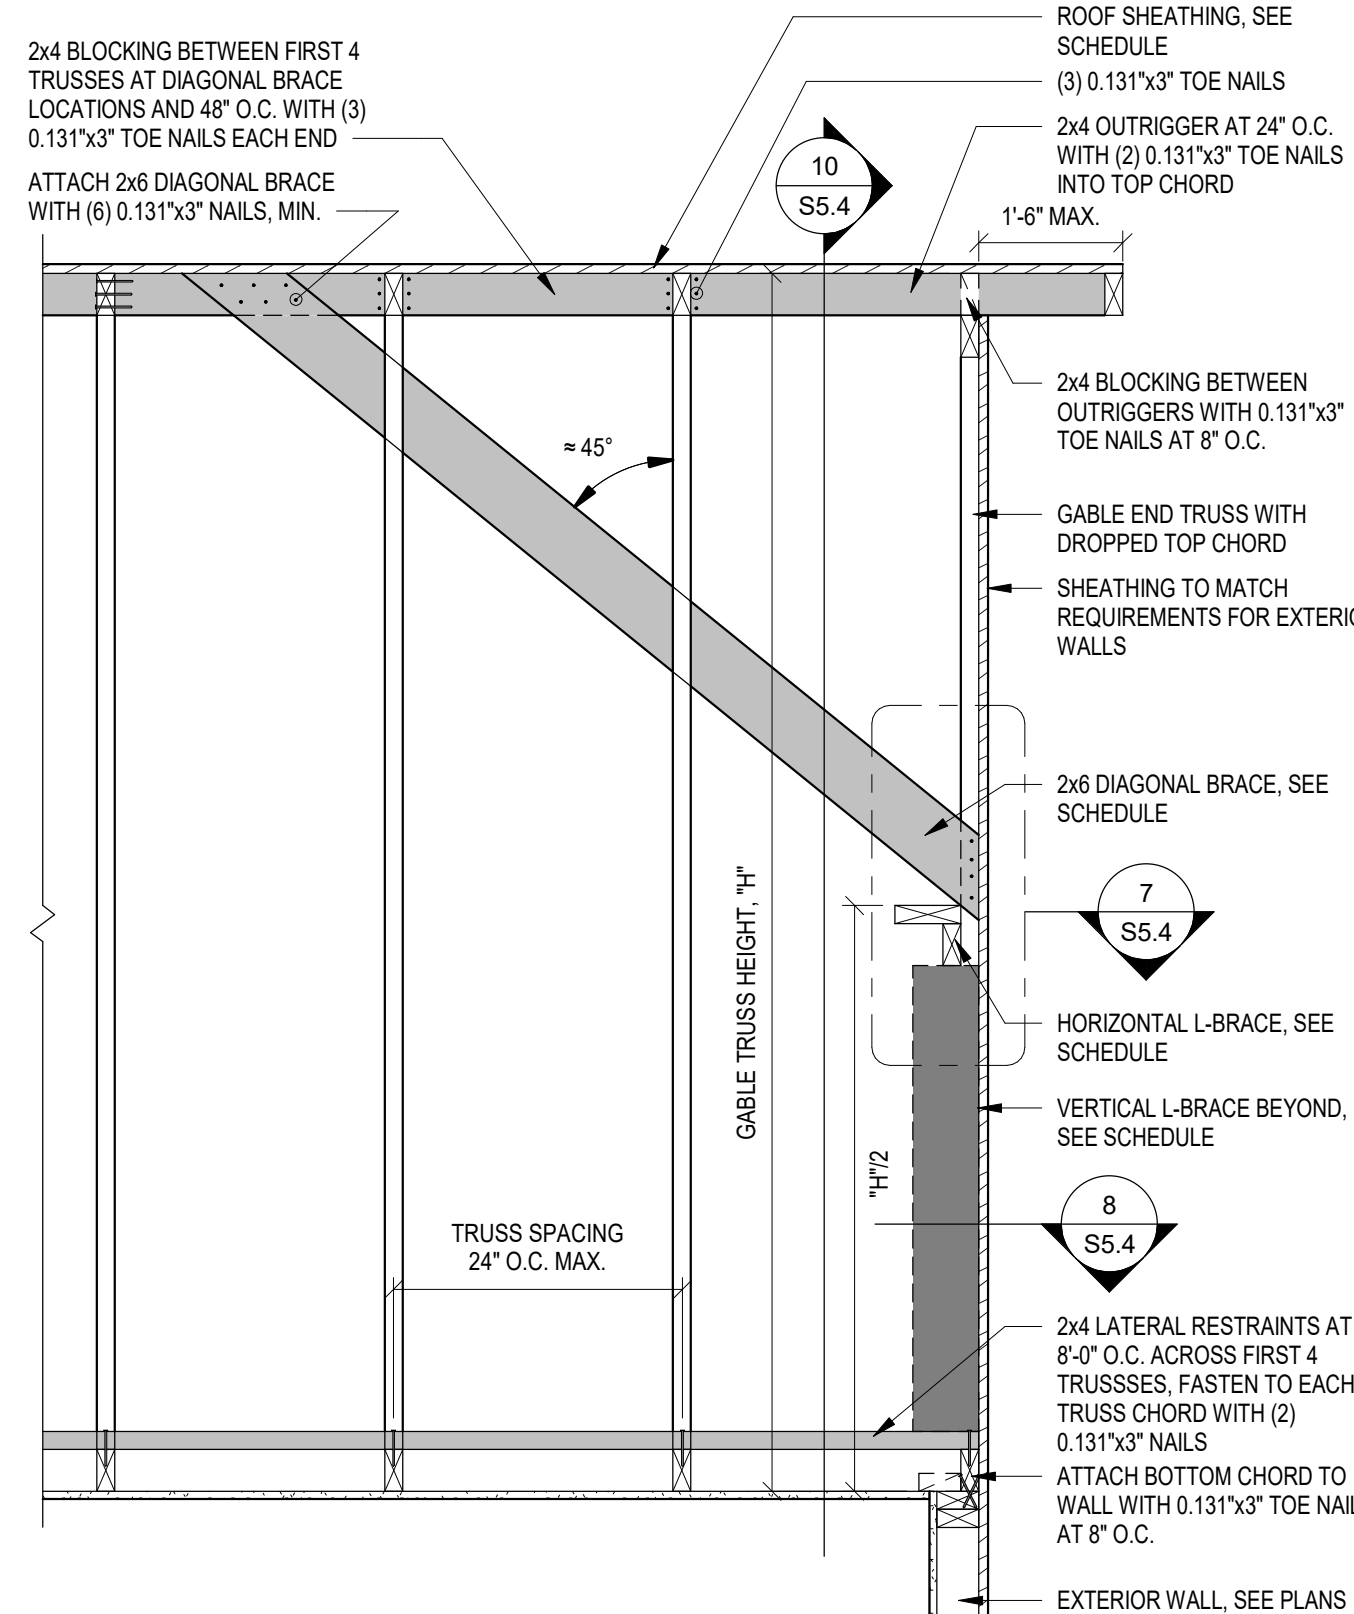 2x4 BLOCKING BETWEEN FIRST 4
TRUSSES AT DIAGONAL BRACE
LOCATIONS AND 48" O.C. WITH (3)
0.131"x3" TOE NAILS EACH END
ATTACH 2x6 DIAGONAL BRACE
WITH (6) 0.131"x3" NAILS, MIN.
ROOF SHEATHING, SEE
SCHEDULE
(3) 0.131"x3" TOE NAILS
2x4 OUTRIGGER AT 24" O.C.
WITH (2) 0.131"x3" TOE NAILS
INTO TOP CHORD
1'-6" MAX.
10
S5.4
2x4 BLOCKING BETWEEN
OUTRIGGERS WITH 0.131"x3"
TOE NAILS AT 8" O.C.
≈ 45°
GABLE END TRUSS WITH
DROPPED TOP CHORD
SHEATHING TO MATCH
REQUIREMENTS FOR EXTERIO
WALLS
2x6 DIAGONAL BRACE, SEE
SCHEDULE
7
S5.4
GABLE TRUSS HEIGHT, "H"
HORIZONTAL L-BRACE, SEE
SCHEDULE
VERTICAL L-BRACE BEYOND,
SEE SCHEDULE
"H"/2
8
S5.4
TRUSS SPACING
24" O.C. MAX.
2x4 LATERAL RESTRAINTS AT
8'-0" O.C. ACROSS FIRST 4
TRUSSSES, FASTEN TO EACH
TRUSS CHORD WITH (2)
0.131"x3" NAILS
ATTACH BOTTOM CHORD TO
WALL WITH 0.131"x3" TOE NAIL
AT 8" O.C.
EXTERIOR WALL, SEE PLANS